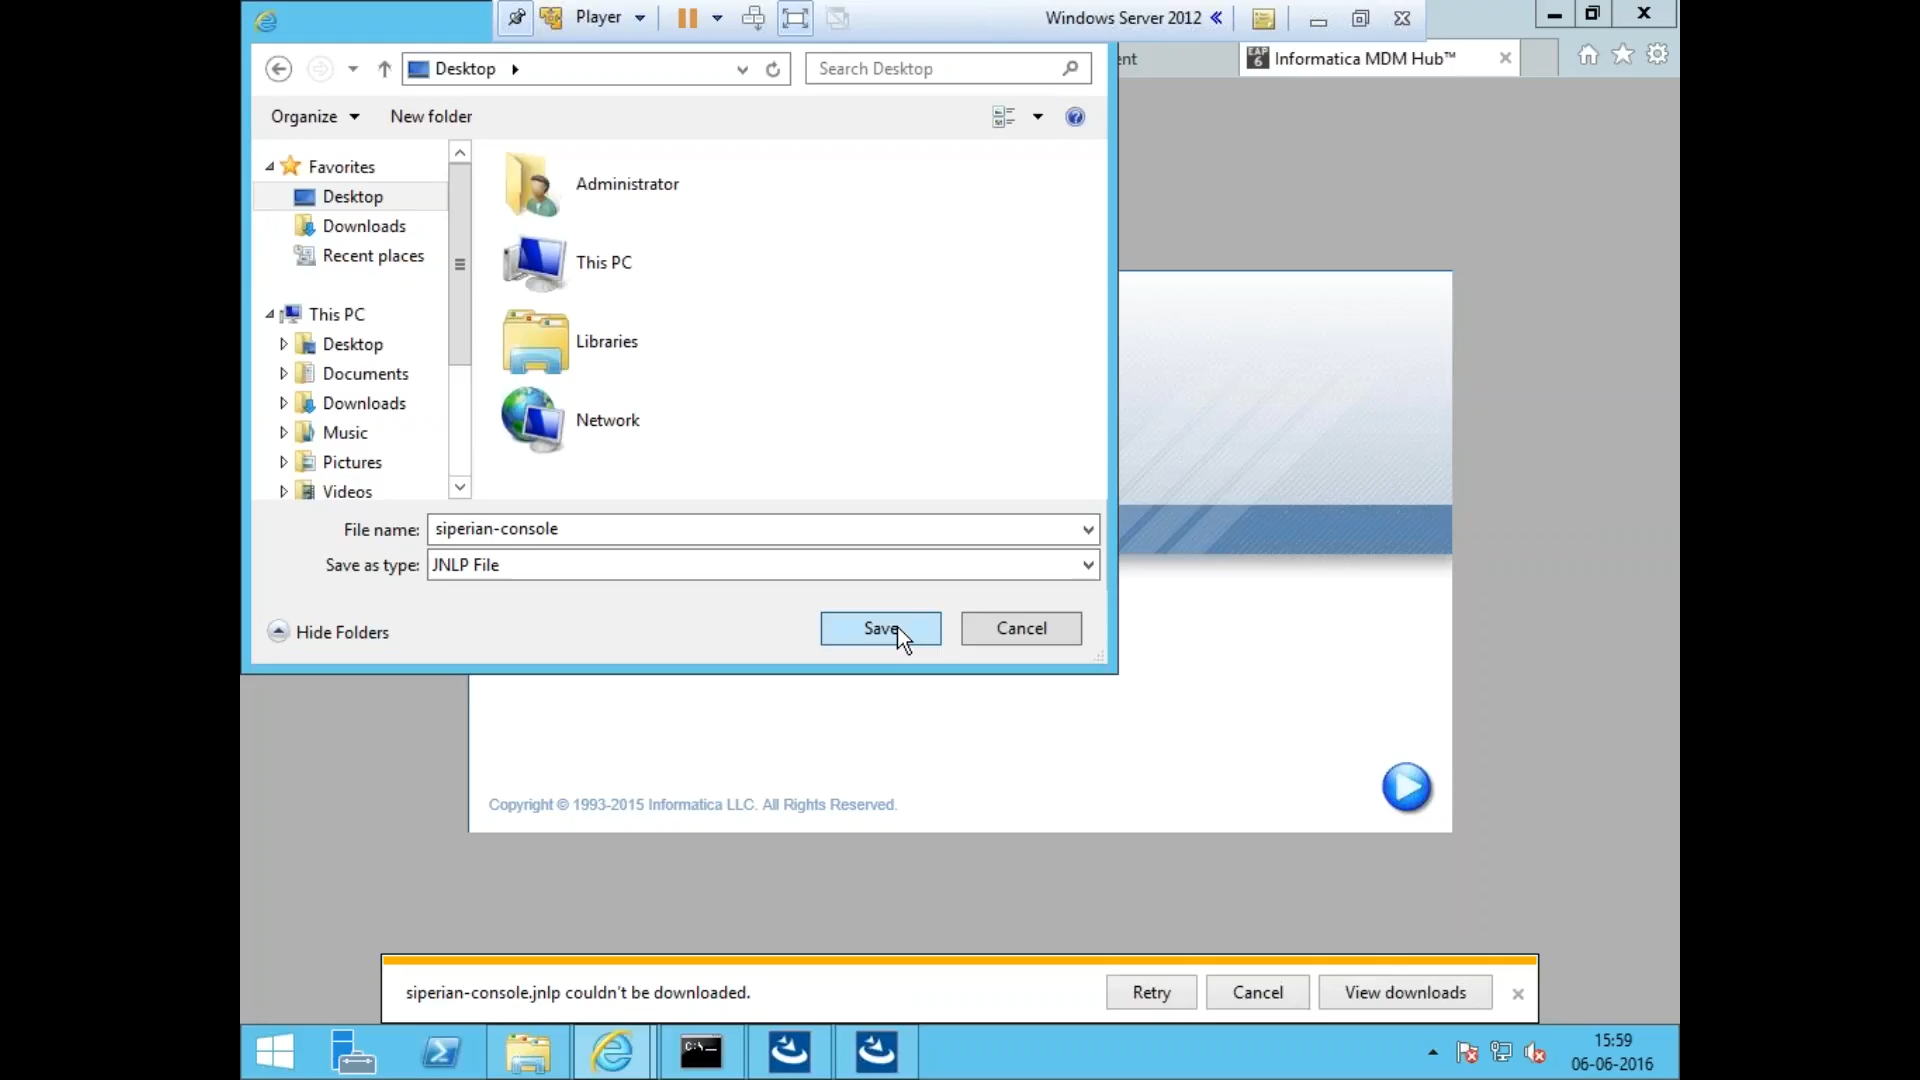 Player
Windows Server 2012
Desktop
Search Desktop
ent
EAP 6
Informatica MDM Hub™
Organize
New folder
Favorites
Desktop
Downloads
Recent places
This PC
Desktop
Documents
Downloads
Music
Pictures
Videos
Administrator
This PC
Libraries
Network
File name: siperian-console
Save as type: JNLP File
Hide Folders
Save
Cancel
Copyright © 1993-2015 Informatica LLC. All Rights Reserved.
siperian-console.jnlp couldn't be downloaded.
Retry
Cancel
View downloads
C:\
15:59
06-06-2016